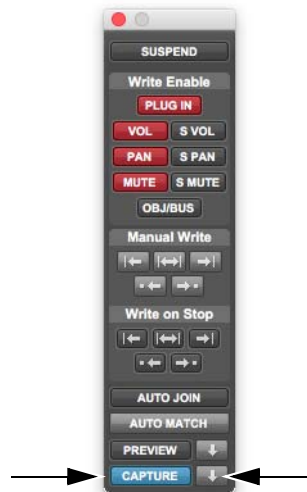 SUSPEND
Write Enable
PLUG IN
VOL S VOL
PAN S PAN
MUTE S MUTE
OBJ/BUS
Manual Write
Write on Stop
AUTO JOIN
AUTO MATCH
PREVIEW
CAPTURE